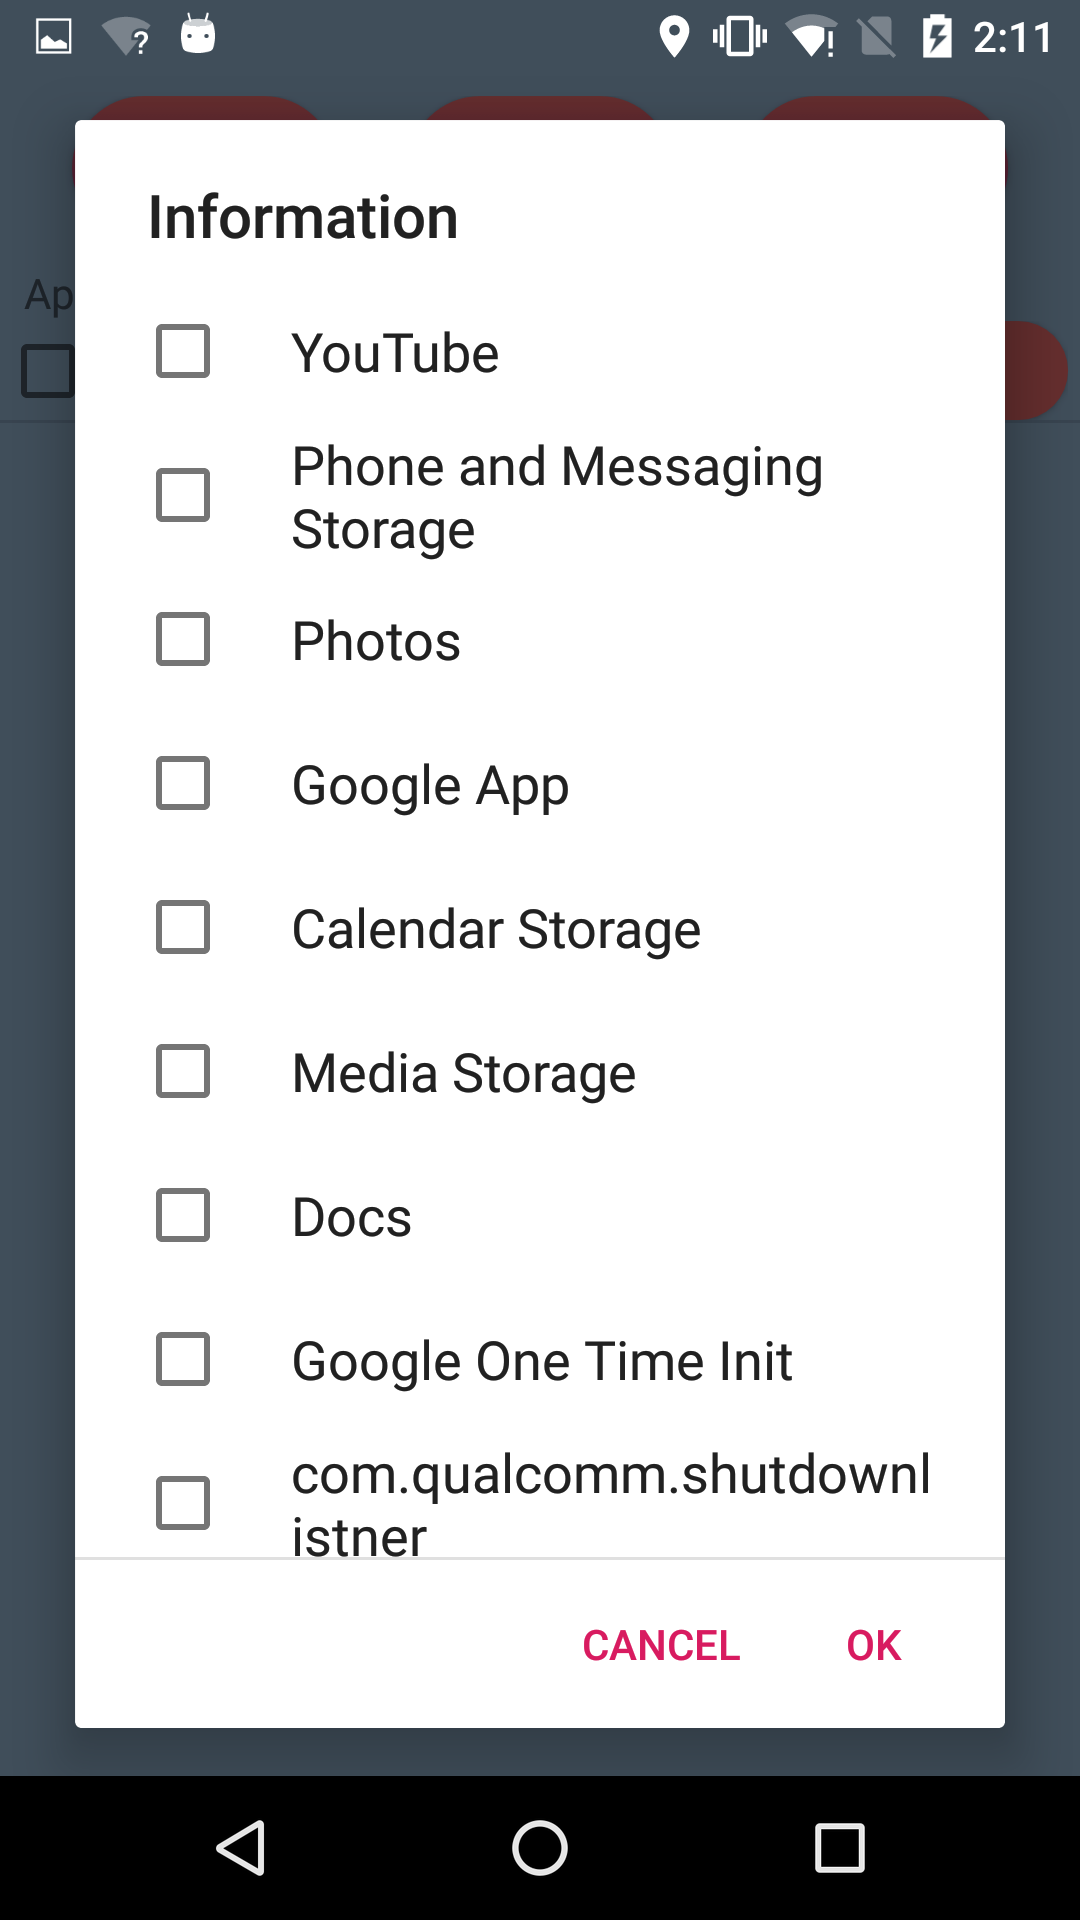 2:11
Information
Ap
YouTube
Phone and Messaging
Storage
Photos
Google App
Calendar Storage
Media Storage
Docs
Google One Time Init
com.qualcomm.shutdownl
istner
CANCEL
OK